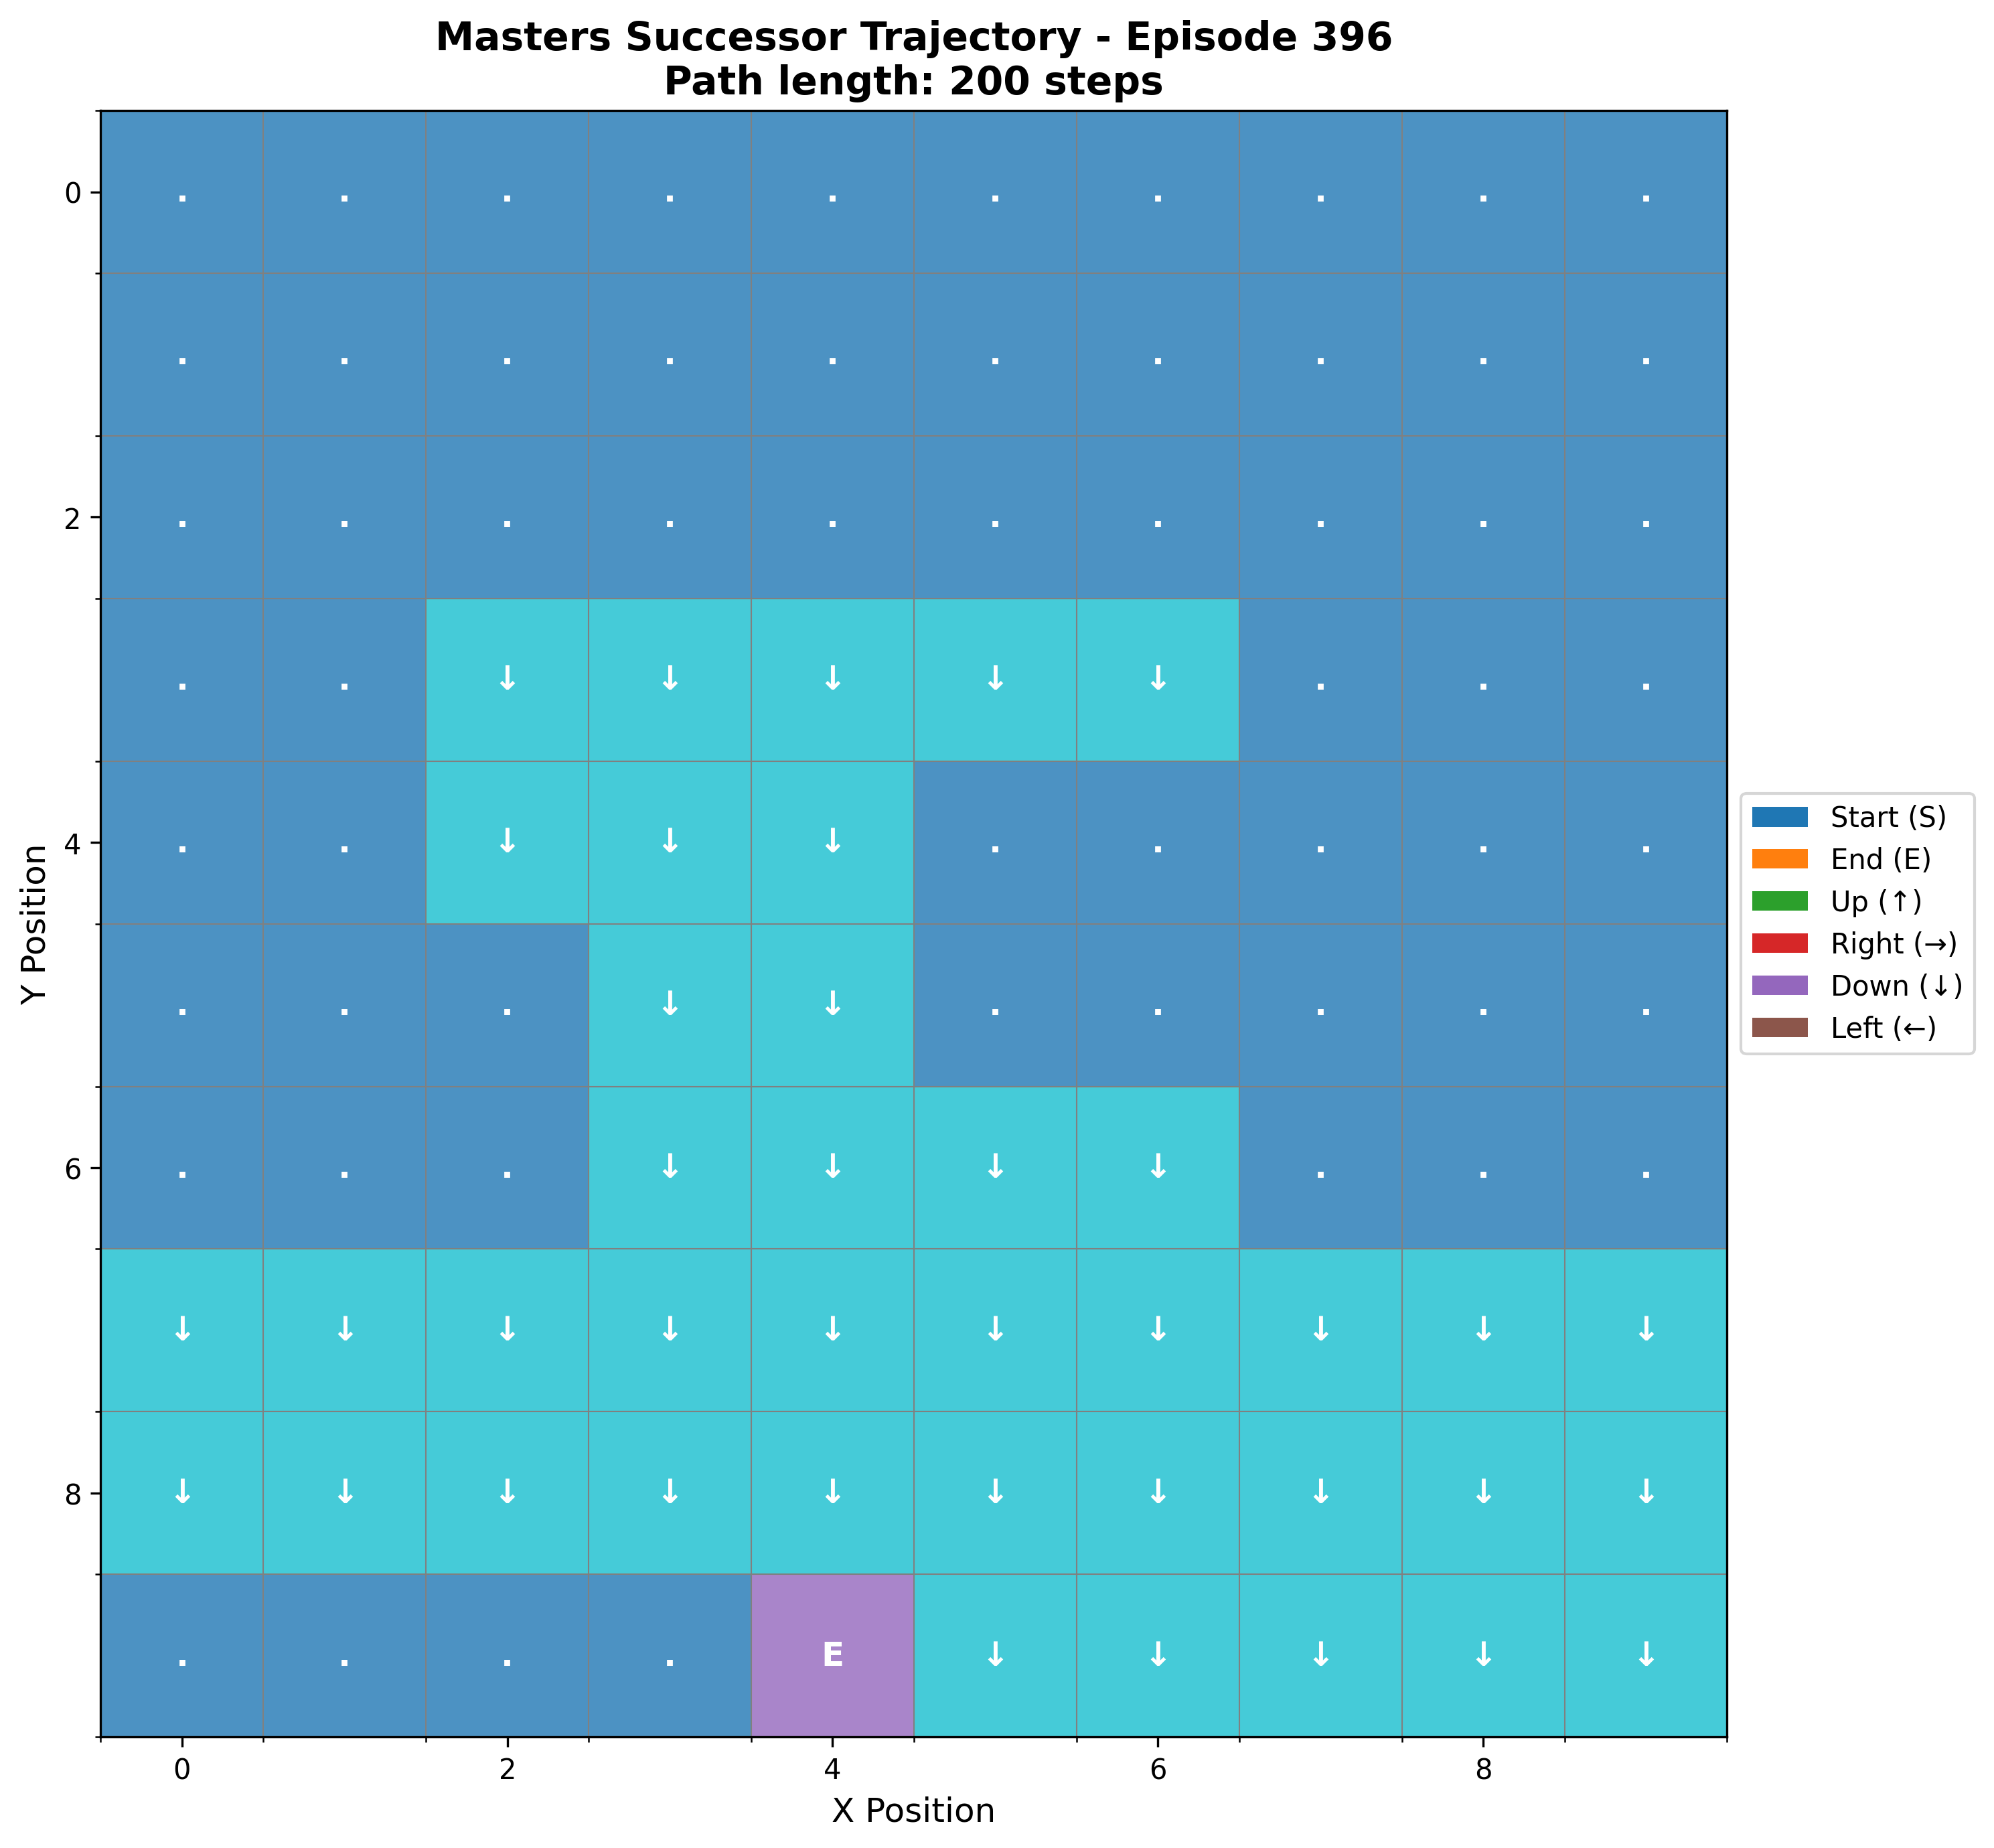 Masters Successor Trajectory - Episode 396
Path length: 200 steps
0 . . . . . . . . . .
. . . . . . . . . .
2 . . . . . . . . . .
. . ↓ ↓ ↓ ↓ ↓ . . .
4 . . ↓ ↓ ↓ . . . . .
. . . ↓ ↓ . . . . .
6 . . . ↓ ↓ ↓ ↓ . . .
↓ ↓ ↓ ↓ ↓ ↓ ↓ ↓ ↓ ↓
8 ↓ ↓ ↓ ↓ ↓ ↓ ↓ ↓ ↓ ↓
. . . . E ↓ ↓ ↓ ↓ ↓
0 2 4 6 8
X Position
Y Position
Start (S)
End (E)
Up (↑)
Right (→)
Down (↓)
Left (←)